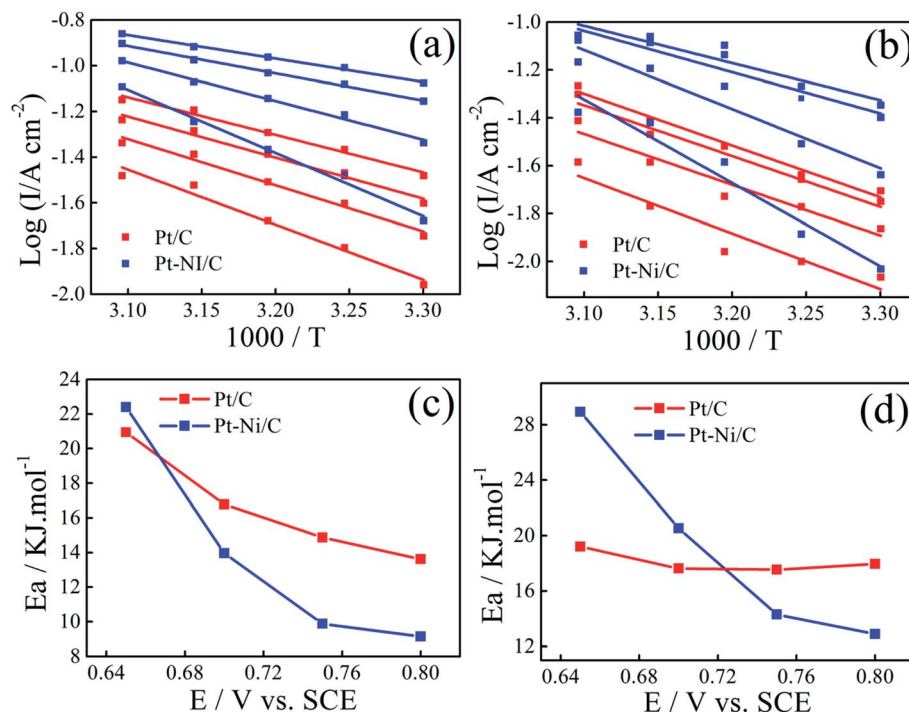 (a)
-0.8
-1.0
-1.2
-1.4
-1.6
-1.8
-2.0
Log (I/A cm-2)
Pt/C
Pt-NI/C
3.10 3.15 3.20 3.25 3.30
1000 / T
(b)
-1.0
-1.2
-1.4
-1.6
-1.8
-2.0
Log (I/A cm-2)
Pt/C
Pt-Ni/C
3.10 3.15 3.20 3.25 3.30
1000 / T
(c)
24
22
20
18
16
14
12
10
8
Ea / KJ.mol-1
Pt/C
Pt-Ni/C
0.64 0.68 0.72 0.76 0.80
E / V vs. SCE
(d)
28
24
20
16
12
Ea / KJ.mol-1
Pt/C
Pt-Ni/C
0.64 0.68 0.72 0.76 0.80
E / V vs. SCE